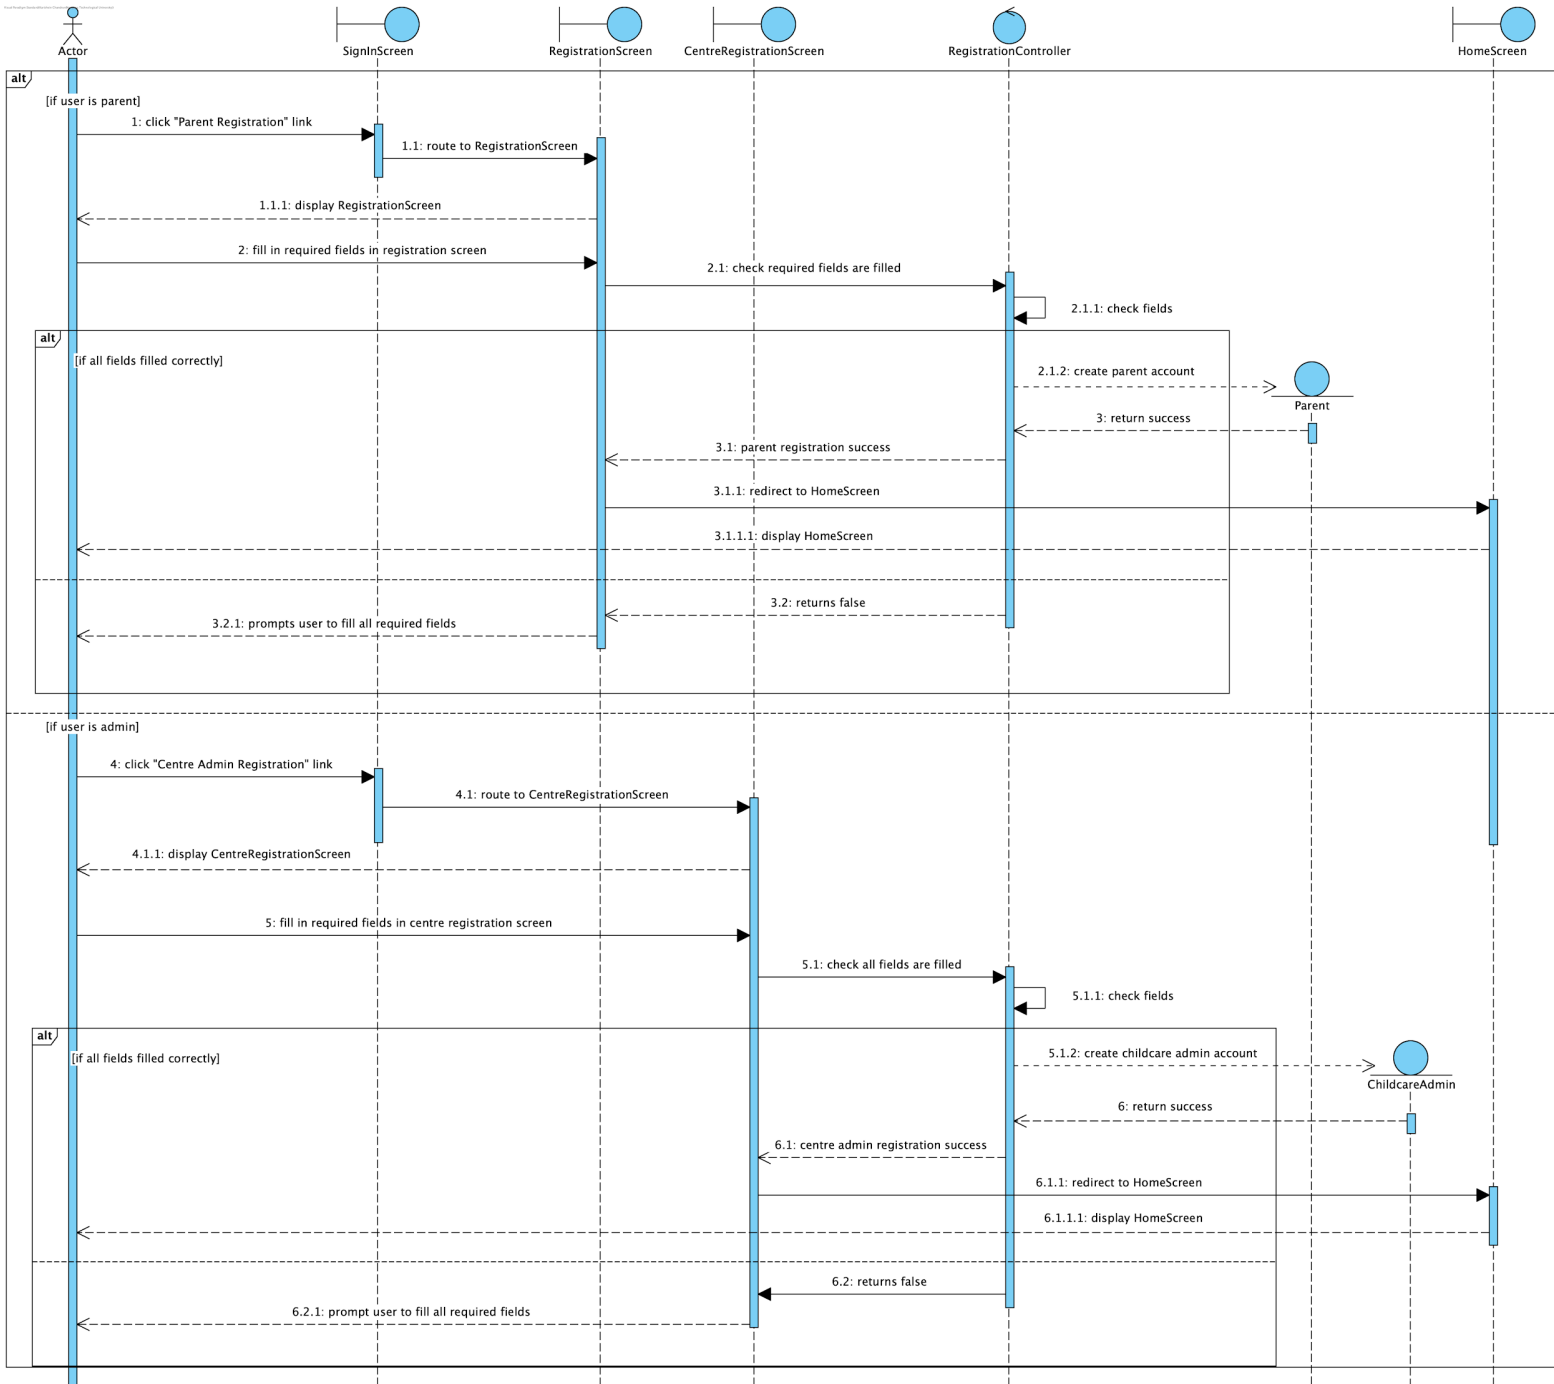 Actor
SignInScreen
RegistrationScreen
CentreRegistrationScreen
RegistrationController
HomeScreen
alt
[if user is parent]
1: click "Parent Registration" link
1.1: route to RegistrationScreen
1.1.1: display RegistrationScreen
2: fill in required fields in registration screen
2.1: check required fields are filled
2.1.1: check fields
alt
[if all fields filled correctly]
2.1.2: create parent account
Parent
3: return success
3.1: parent registration success
3.1.1: redirect to HomeScreen
3.1.1.1: display HomeScreen
3.2: returns false
3.2.1: prompts user to fill all required fields
[if user is admin]
4: click "Centre Admin Registration" link
4.1: route to CentreRegistrationScreen
4.1.1: display CentreRegistrationScreen
5: fill in required fields in centre registration screen
5.1: check all fields are filled
5.1.1: check fields
alt
[if all fields filled correctly]
5.1.2: create childcare admin account
ChildcareAdmin
6: return success
6.1: centre admin registration success
6.1.1: redirect to HomeScreen
6.1.1.1: display HomeScreen
6.2: returns false
6.2.1: prompt user to fill all required fields